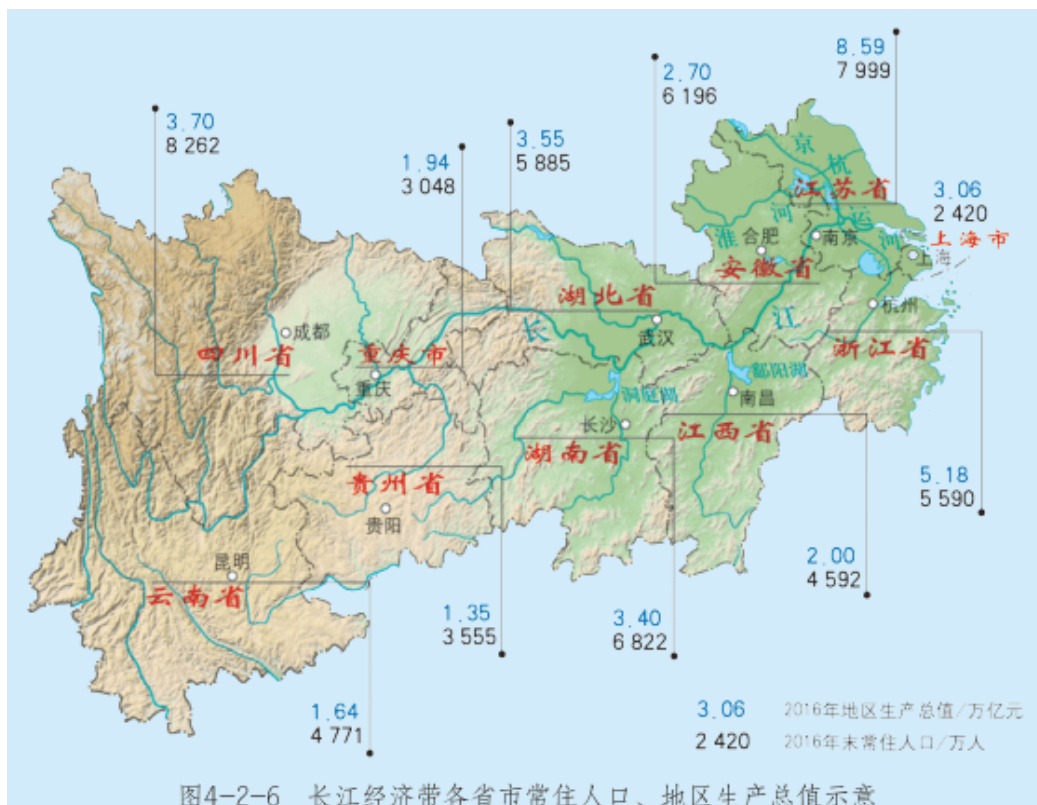 8.59
7 999
2.70
6 196
3.70
8 262
3.55
5 885
1.94
3 048
3.06
2 420
京
杭
运
河
江苏省
上海市
上海
淮
河
合肥
南京
安徽省
杭州
浙江省
湖北省
武汉
长
江
成都
四川省
重庆市
重庆
洞庭湖
鄱阳湖
南昌
长沙
江西省
湖南省
贵州省
贵阳
昆明
云南省
5.18
5 590
2.00
4 592
1.35
3 555
3.40
6 822
1.64
4 771
3.06 2016年地区生产总值/万亿元
2 420 2016年末常住人口/万人
图4-2-6 长江经济带各省市常住人口、地区生产总值示意